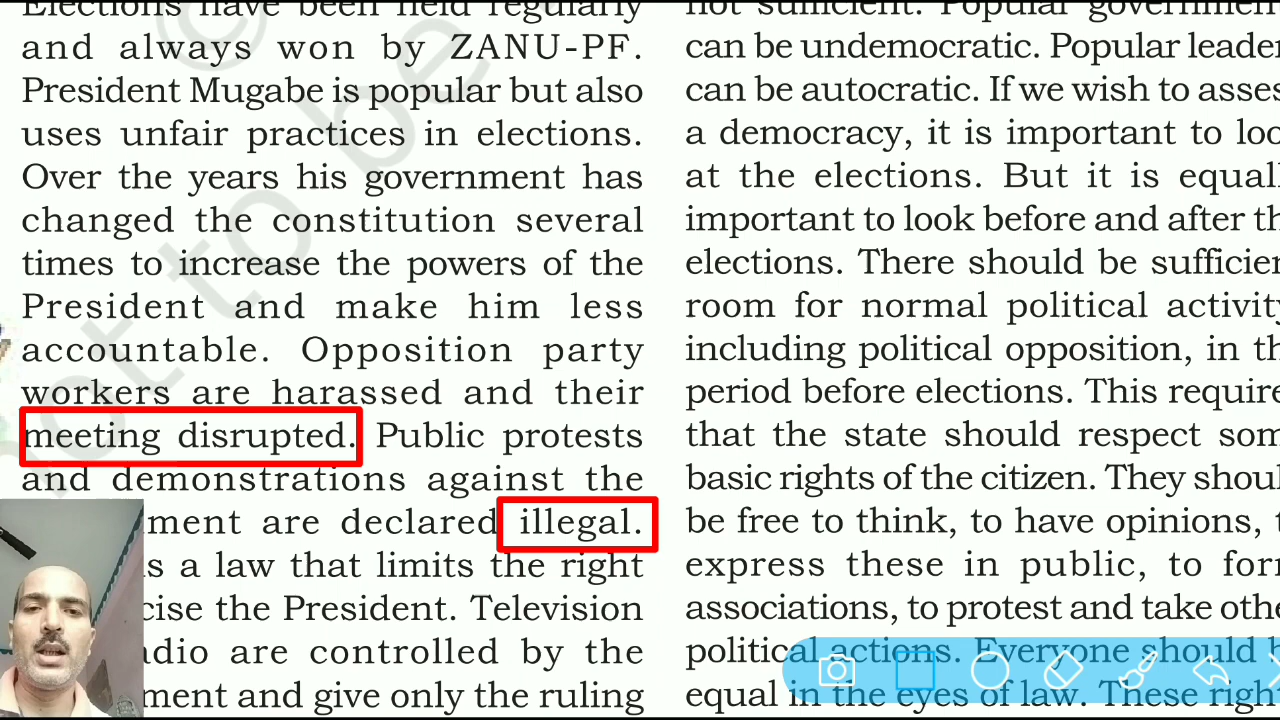 Elections have been held regularly
and always won by ZANU-PF.
President Mugabe is popular but also
uses unfair practices in elections.
Over the years his government has
changed the constitution several
times to increase the powers of the
President and make him less
accountable. Opposition party
workers are harassed and their
meeting disrupted. Public protests
and demonstrations against the
ment are declared illegal.
s a law that limits the right
cise the President. Television
dio are controlled by the
ment and give only the ruling
not sufficient. Popular government
can be undemocratic. Popular leader
can be autocratic. If we wish to asses
a democracy, it is important to loo
at the elections. But it is equall
important to look before and after th
elections. There should be sufficien
room for normal political activity
including political opposition, in th
period before elections. This require
that the state should respect som
basic rights of the citizen. They shoul
be free to think, to have opinions, t
express these in public, to for
associations, to protest and take othe
political actions. Everyone should b
equal in the eyes of law. These right
not to be